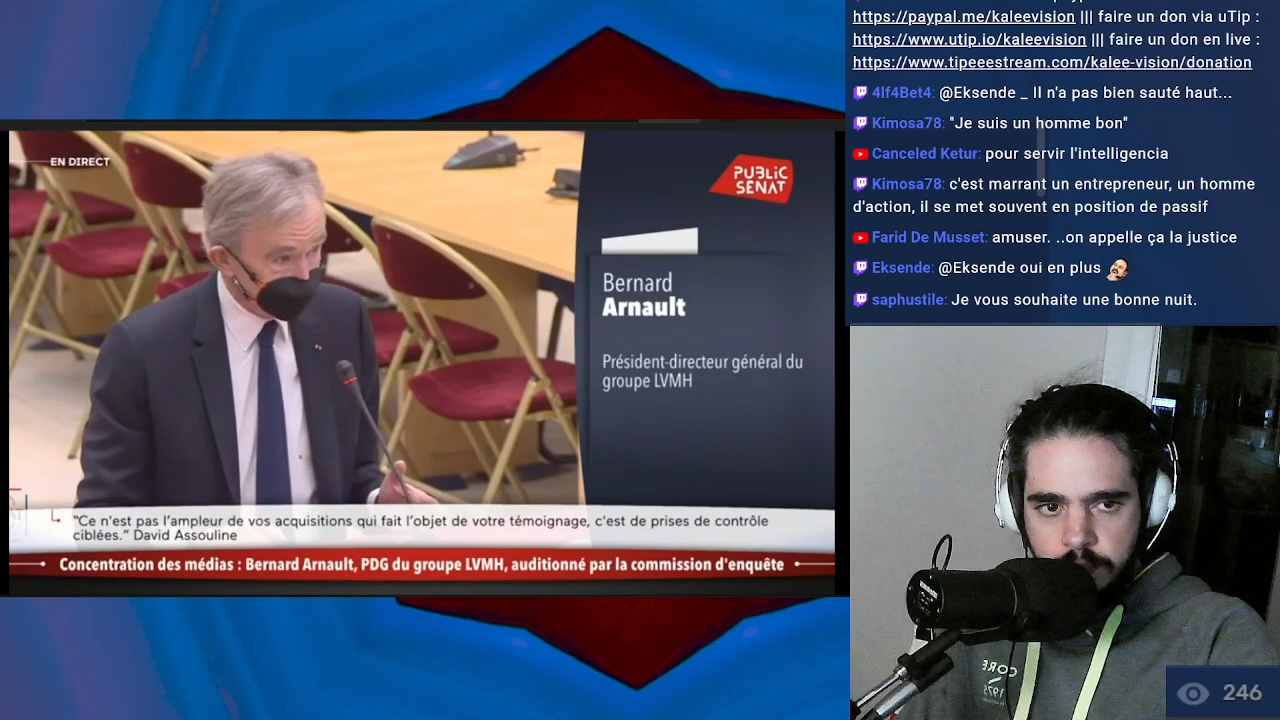 https://paypal.me/kaleevision ||| faire un don via uTip :
https://www.utip.io/kaleevision ||| faire un don en live :
https://www.tipeeestream.com/kalee-vision/donation
4lf4Bet4: @Eksende _ Il n'a pas bien sauté haut...
Kimosa78: "Je suis un homme bon"
Canceled Ketur: pour servir l'intelligencia
Kimosa78: c'est marrant un entrepreneur, un homme
d'action, il se met souvent en position de passif
Farid De Musset: amuser. ..on appelle ça la justice
Eksende: @Eksende oui en plus
saphustile: Je vous souhaite une bonne nuit.
EN DIRECT
PUBLIC
SENAT
Bernard
Arnault
Président-directeur général du
groupe LVMH
"Ce n'est pas l'ampleur de vos acquisitions qui fait l'objet de votre témoignage, c'est de prises de contrôle
ciblées." David Assouline
Concentration des médias : Bernard Arnault, PDG du groupe LVMH, auditionné par la commission d'enquête
CORE
1975
246